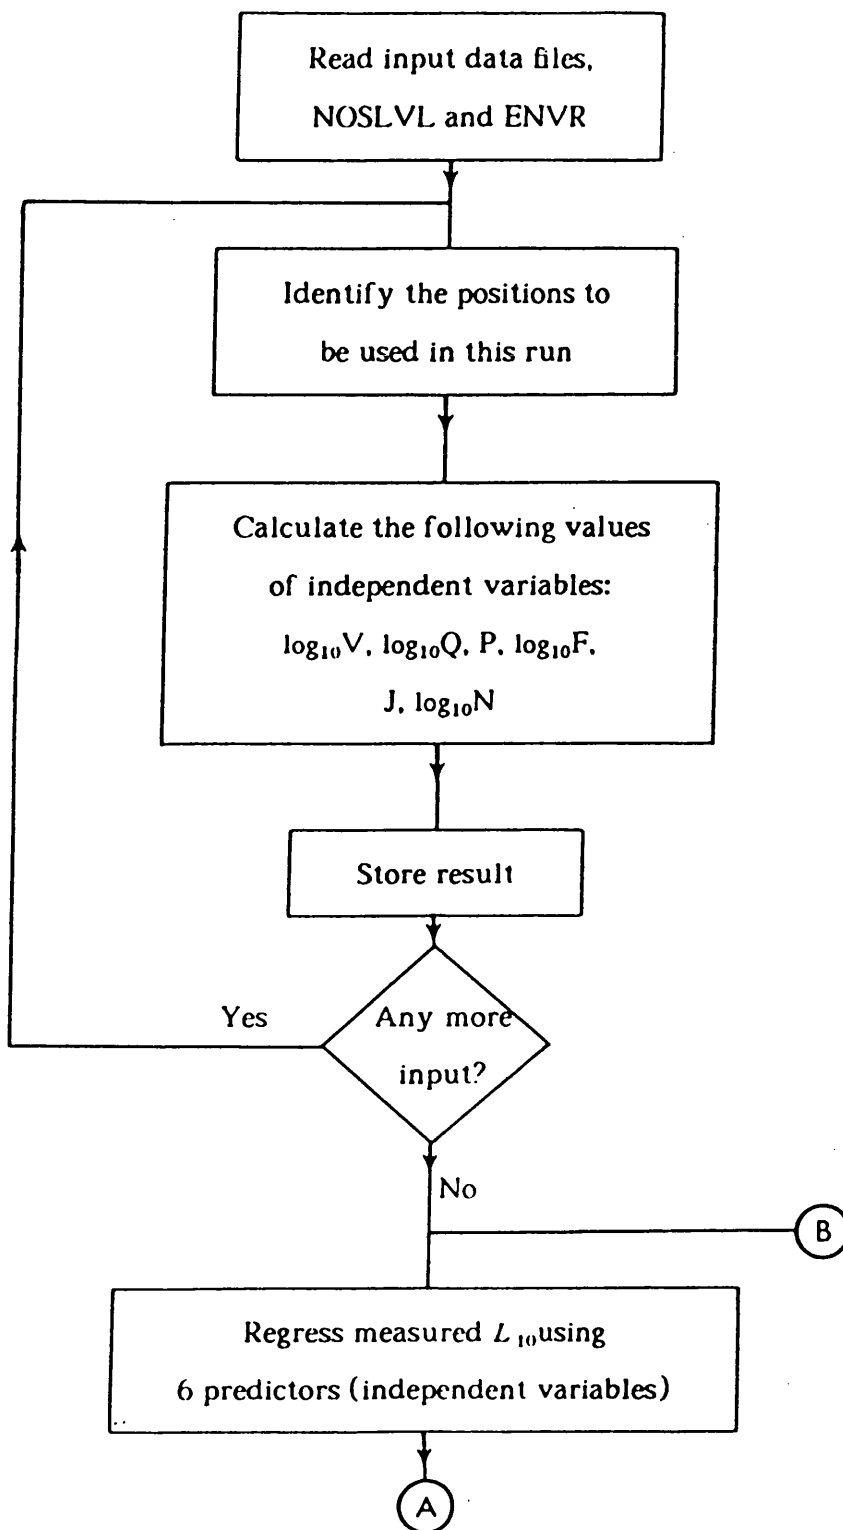 Read input data files,
NOSLVL and ENVR
Identify the positions to
be used in this run
Calculate the following values
of independent variables:
log₁₀V, log₁₀Q, P, log₁₀F,
J, log₁₀N
Store result
Yes
Any more
input?
No
B
Regress measured L₁₀ using
6 predictors (independent variables)
A